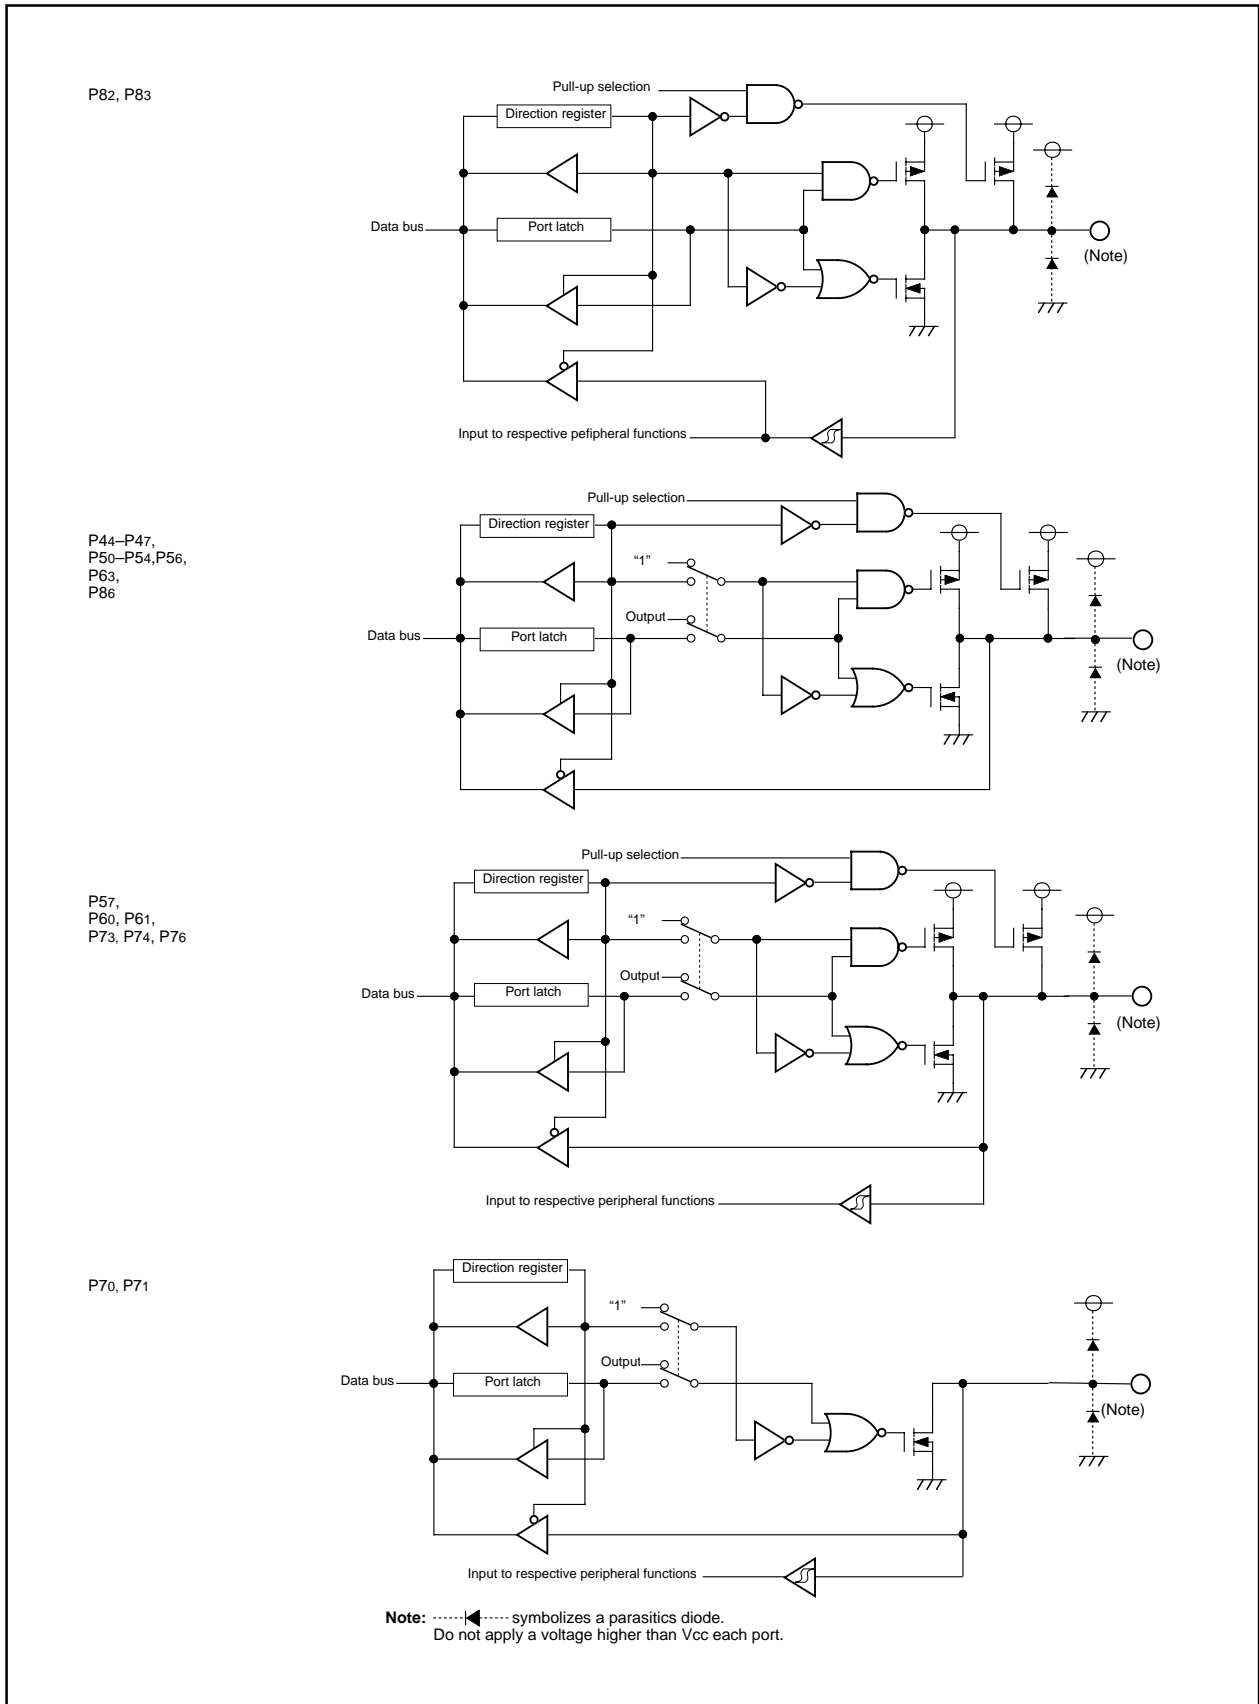 P82, P83
Pull-up selection
Direction register
Port latch
Data bus
(Note)
Input to respective pefipheral functions
P44–P47,
P50–P54,P56,
P63,
P86
Pull-up selection
Direction register
“1”
Output
Port latch
Data bus
(Note)
P57,
P60, P61,
P73, P74, P76
Pull-up selection
Direction register
“1”
Output
Port latch
Data bus
(Note)
Input to respective peripheral functions
P70, P71
Direction register
“1”
Output
Port latch
Data bus
(Note)
Input to respective peripheral functions
Note: symbolizes a parasitics diode.
Do not apply a voltage higher than Vcc each port.